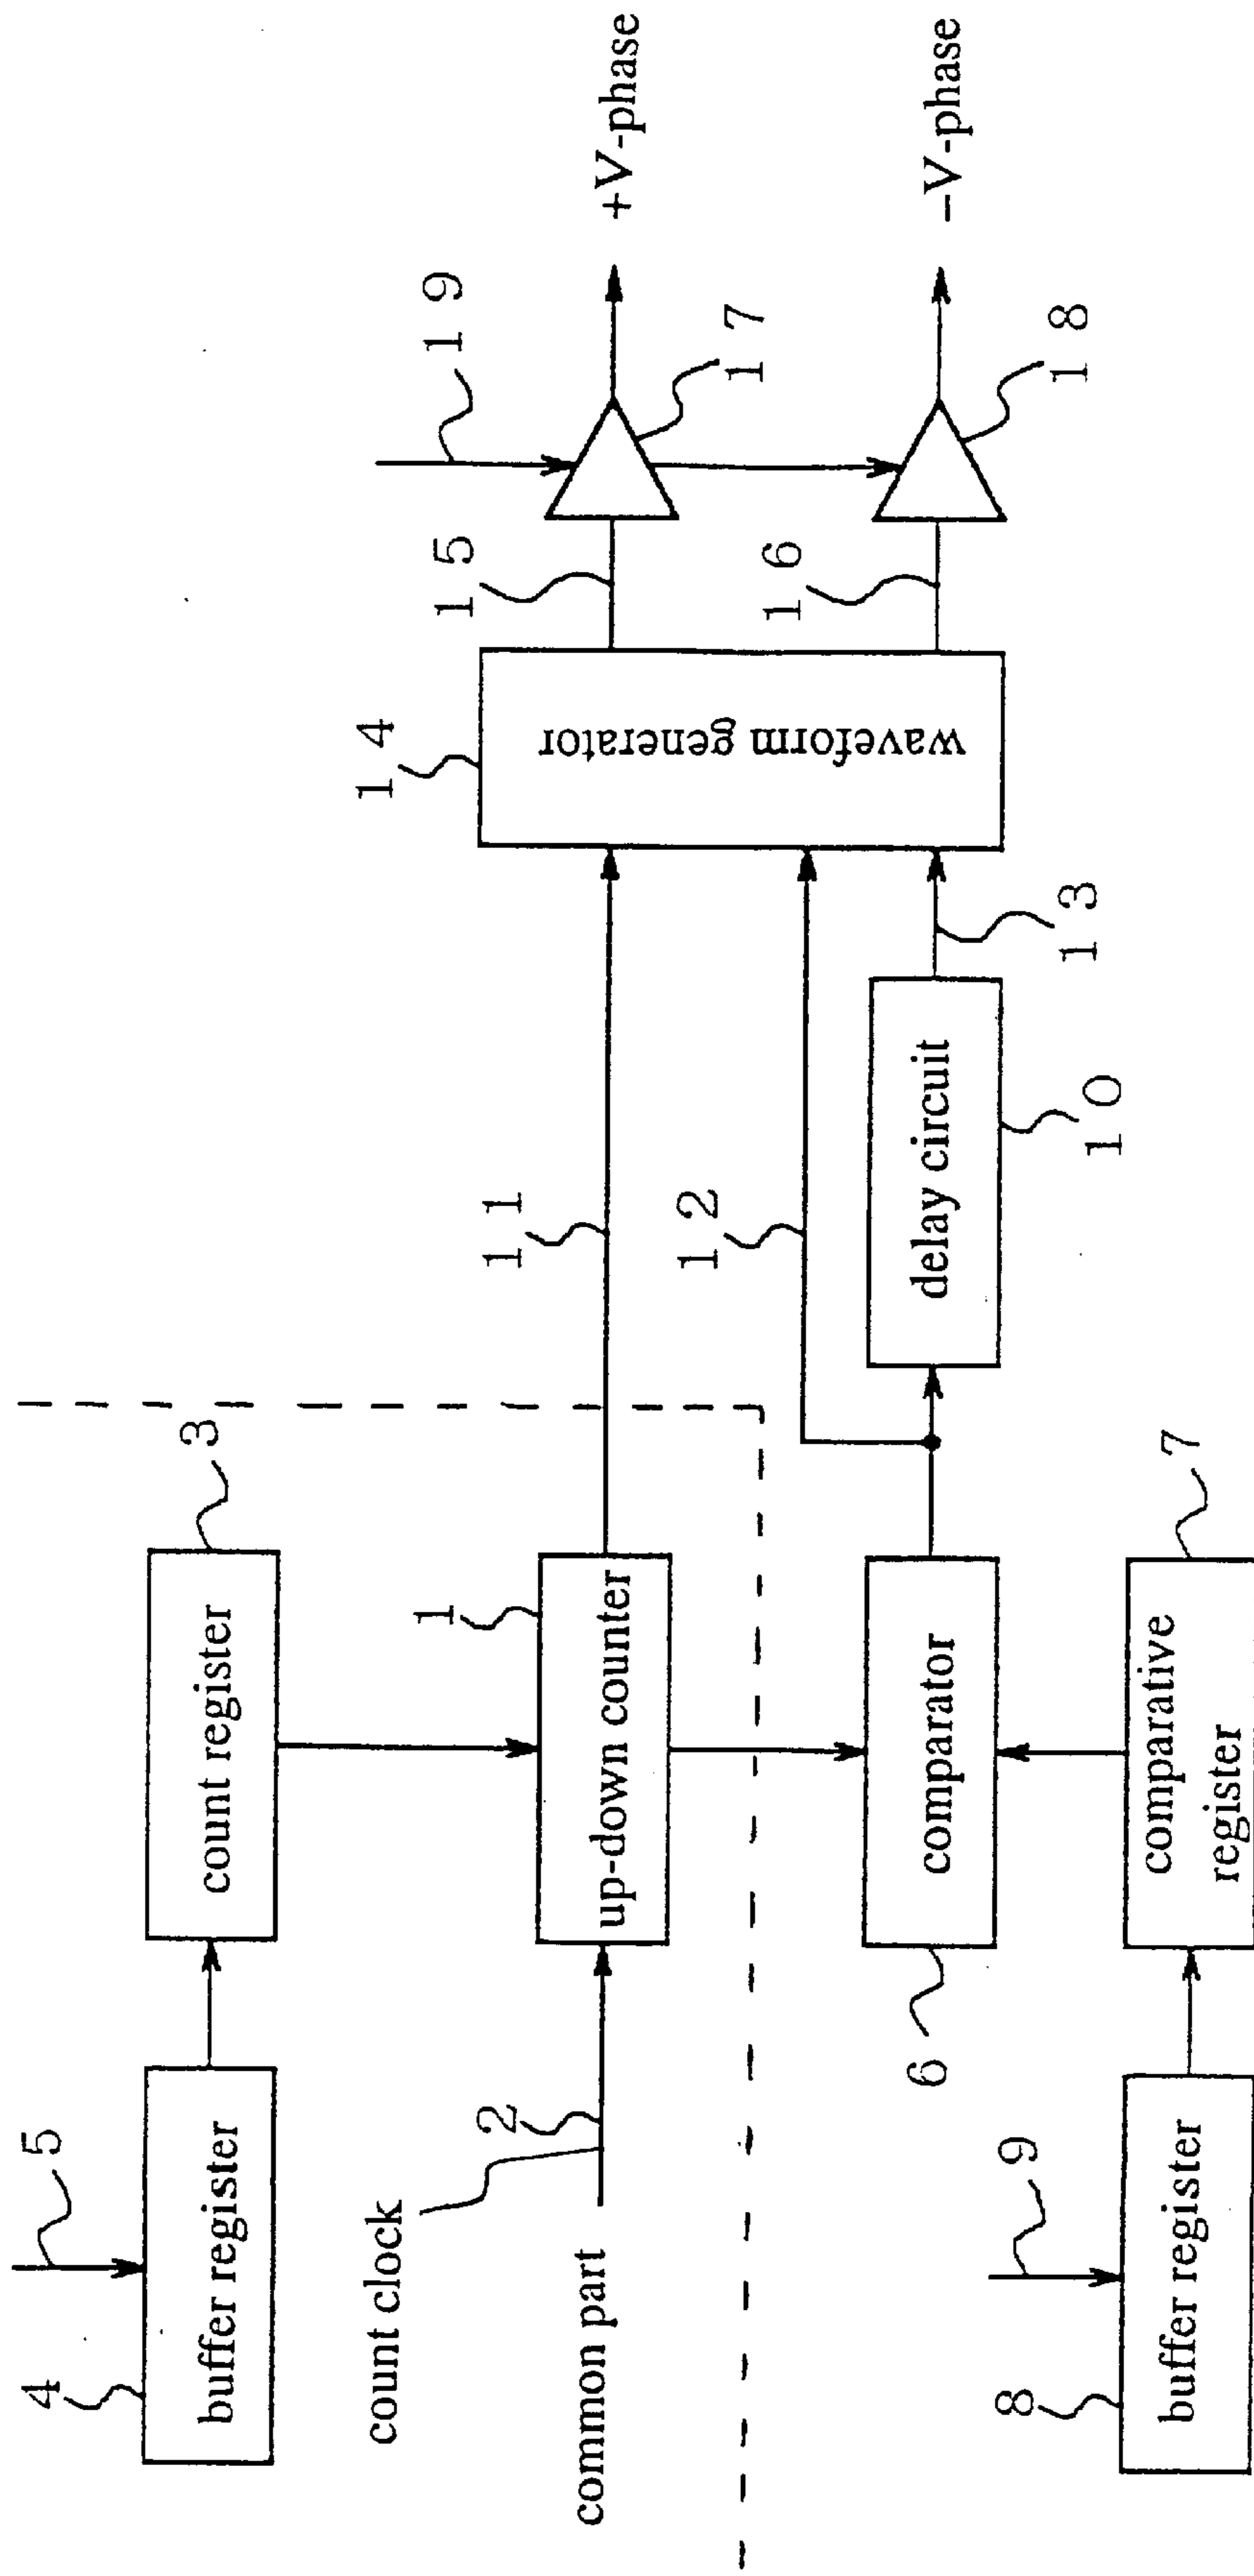 5
4
buffer register
count register
3
count clock
2
common part
1
up-down counter
11
14
waveform generator
15
19
+V-phase
17
6
comparator
12
delay circuit
10
13
16
−V-phase
18
9
8
buffer register
comparative
register
7